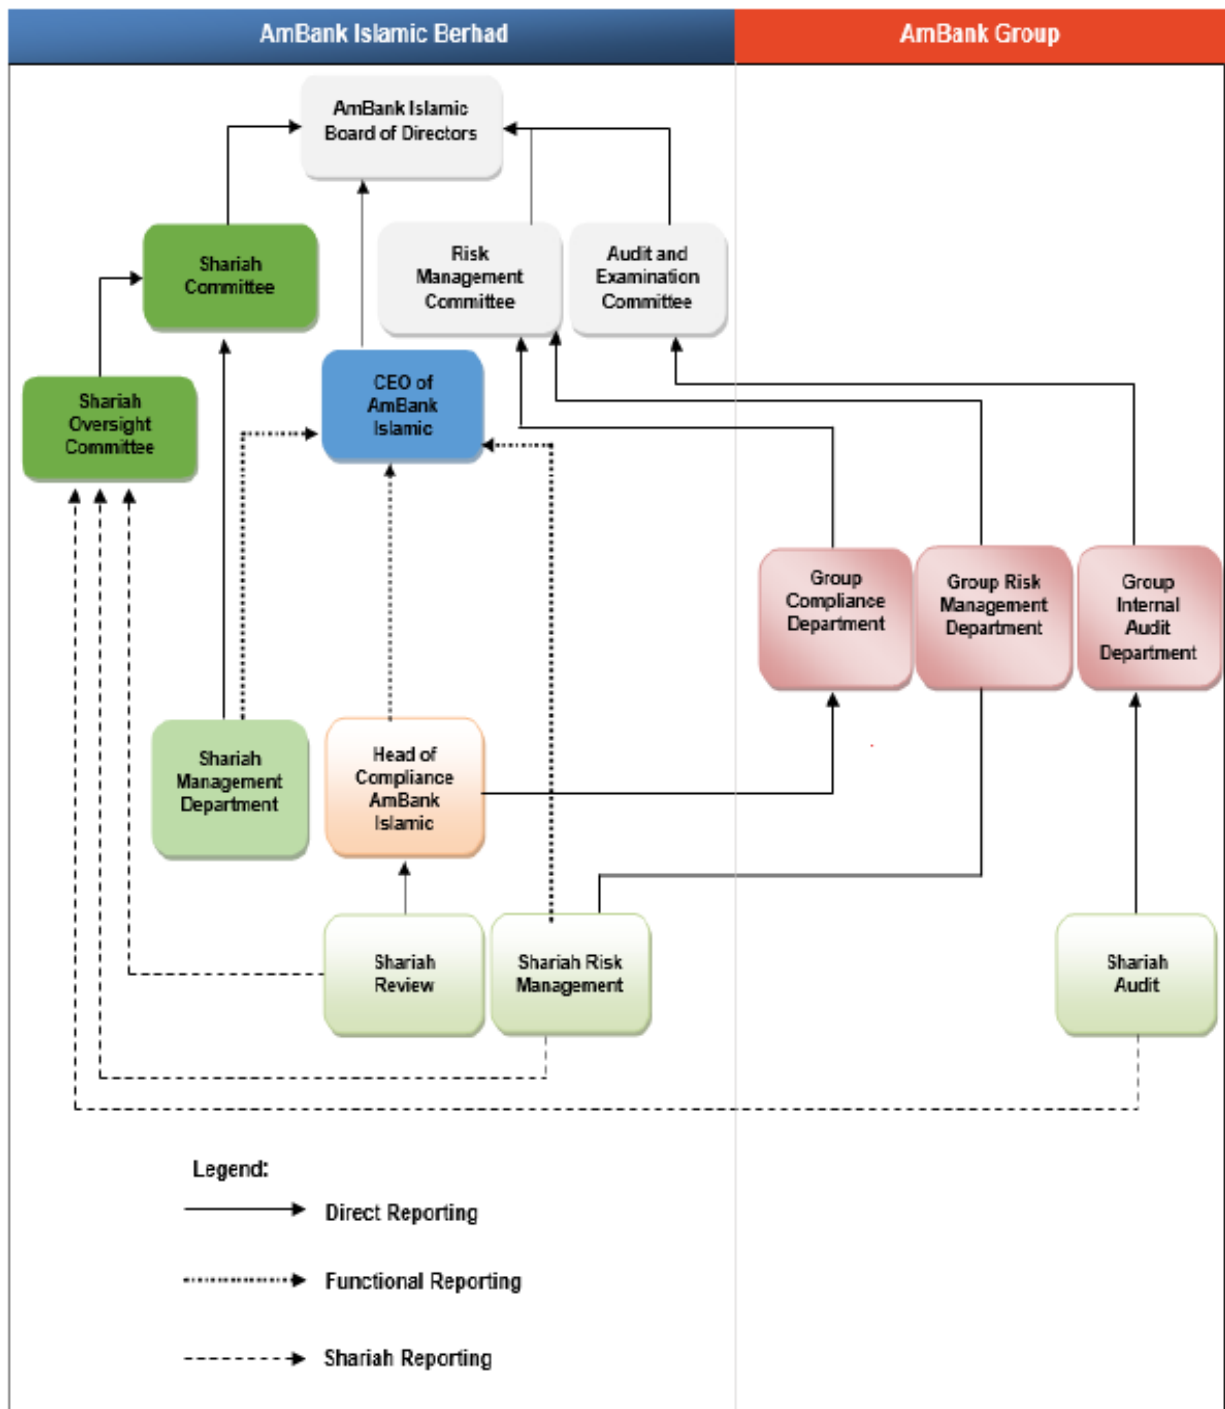 AmBank Islamic Berhad
AmBank Group
AmBank Islamic
Board of Directors
Shariah
Committee
Risk
Management
Committee
Audit and
Examination
Committee
Shariah
Oversight
Committee
CEO of
AmBank
Islamic
Group
Compliance
Department
Group Risk
Management
Department
Group
Internal
Audit
Department
Shariah
Management
Department
Head of
Compliance
AmBank
Islamic
Shariah
Review
Shariah Risk
Management
Shariah
Audit
Legend:
Direct Reporting
Functional Reporting
Shariah Reporting